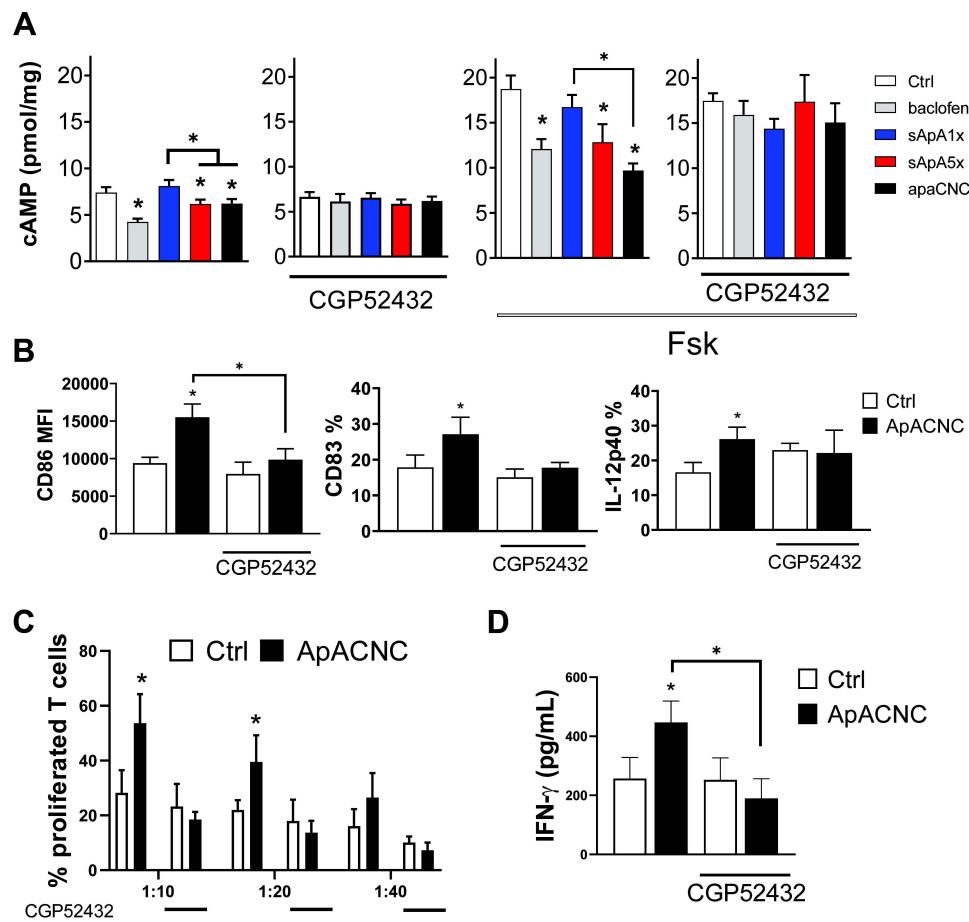 A
cAMP (pmol/mg)
20
15
10
5
0
*
*
*
*
20
15
10
5
0
CGP52432
20
15
10
5
0
*
*
*
*
20
15
10
5
0
CGP52432
Fsk
Ctrl
baclofen
sApA1x
sApA5x
apaCNC
B
CD86 MFI
20000
15000
10000
5000
0
*
*
CGP52432
CD83 %
40
30
20
10
0
*
CGP52432
IL-12p40 %
40
30
20
10
0
*
CGP52432
Ctrl
ApACNC
C
% proliferated T cells
Ctrl
ApACNC
80
60
40
20
0
*
*
1:10
1:20
1:40
CGP52432
D
IFN-γ (pg/mL)
600
400
200
0
*
*
CGP52432
Ctrl
ApACNC